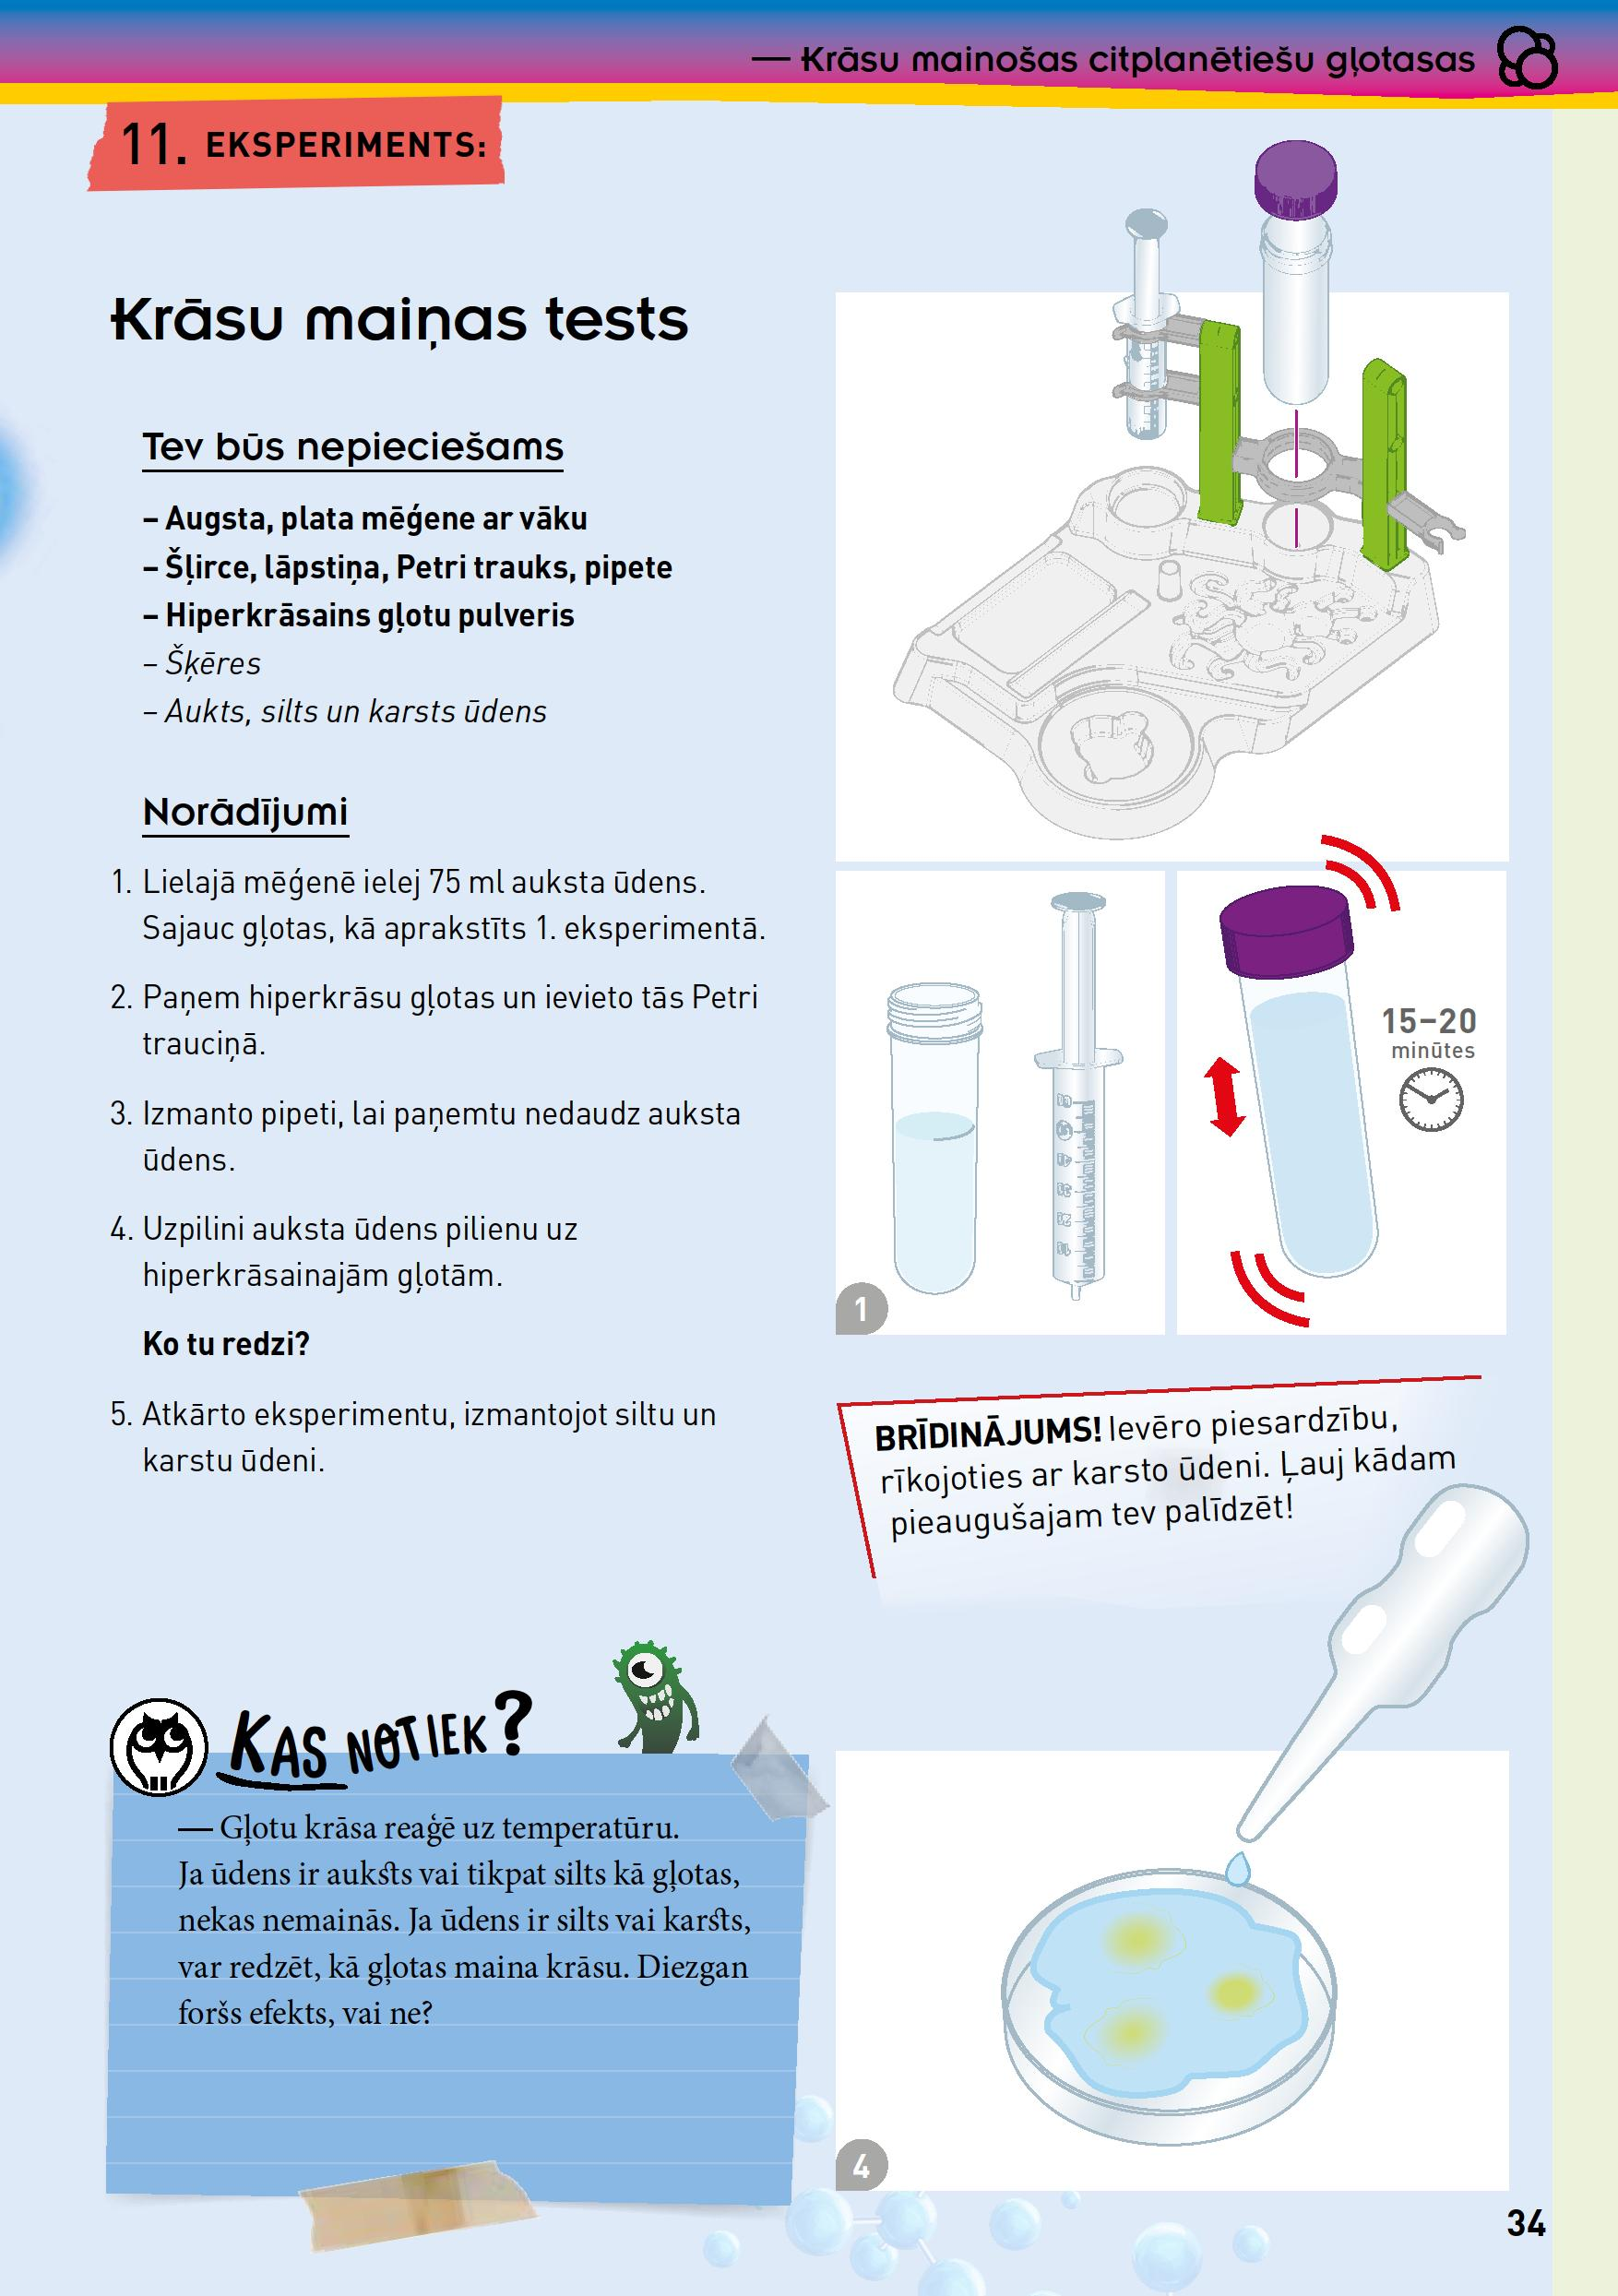 — Krāsu mainošas citplanētiešu gļotasas
11. EKSPERIMENTS:
Krāsu maiņas tests
Tev būs nepieciešams
– Augsta, plata mēģene ar vāku
– Šļirce, lāpstiņa, Petri trauks, pipete
– Hiperkrāsains gļotu pulveris
– Šķēres
– Aukts, silts un karsts ūdens
Norādījumi
1. Lielajā mēģenē ielej 75 ml auksta ūdens.
Sajauc gļotas, kā aprakstīts 1. eksperimentā.
2. Paņem hiperkrāsu gļotas un ievieto tās Petri
trauciņā.
3. Izmanto pipeti, lai paņemtu nedaudz auksta
ūdens.
4. Uzpilini auksta ūdens pilienu uz
hiperkrāsainajām gļotām.
Ko tu redzi?
5. Atkārto eksperimentu, izmantojot siltu un
karstu ūdeni.
15–20
minūtes
1
BRĪDINĀJUMS! Ievēro piesardzību,
rīkojoties ar karsto ūdeni. Ļauj kādam
pieaugušajam tev palīdzēt!
KAS NOTIEK?
— Gļotu krāsa reaģē uz temperatūru.
Ja ūdens ir auksts vai tikpat silts kā gļotas,
nekas nemainās. Ja ūdens ir silts vai karsts,
var redzēt, kā gļotas maina krāsu. Diezgan
foršs efekts, vai ne?
4
34